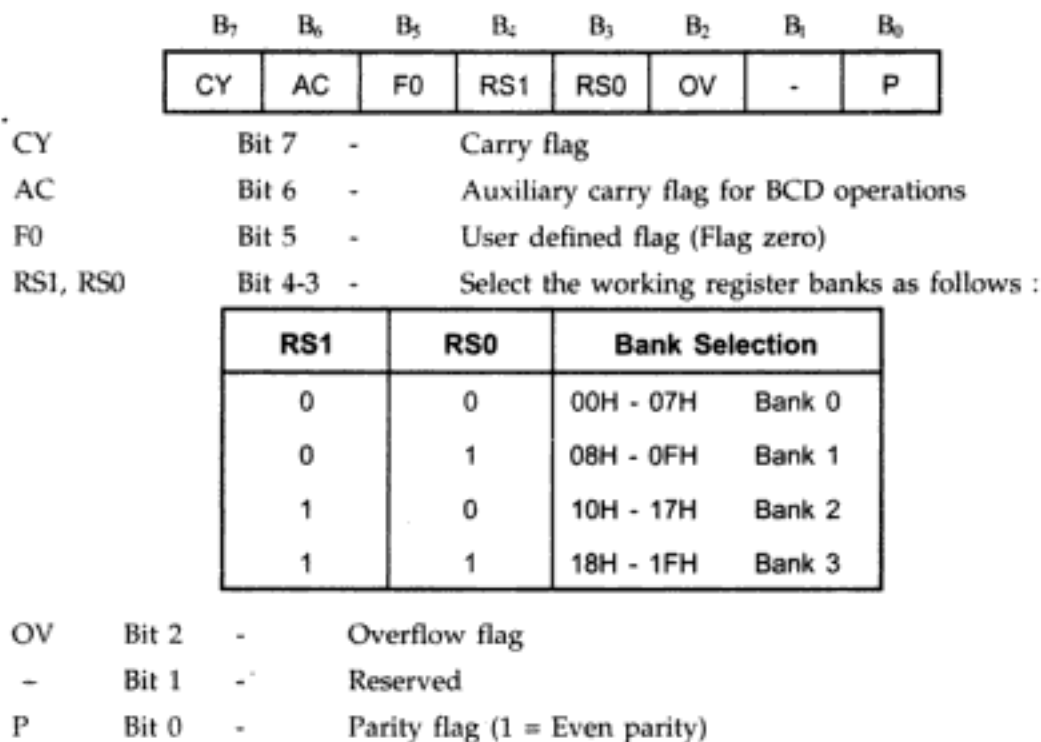 B₇ B₆ B₅ B₄ B₃ B₂ B₁ B₀
CY AC F0 RS1 RS0 OV - P
CY Bit 7 - Carry flag
AC Bit 6 - Auxiliary carry flag for BCD operations
F0 Bit 5 - User defined flag (Flag zero)
RS1, RS0 Bit 4-3 - Select the working register banks as follows :
RS1 RS0 Bank Selection
0 0 00H - 07H Bank 0
0 1 08H - 0FH Bank 1
1 0 10H - 17H Bank 2
1 1 18H - 1FH Bank 3
OV Bit 2 - Overflow flag
– Bit 1 - Reserved
P Bit 0 - Parity flag (1 = Even parity)